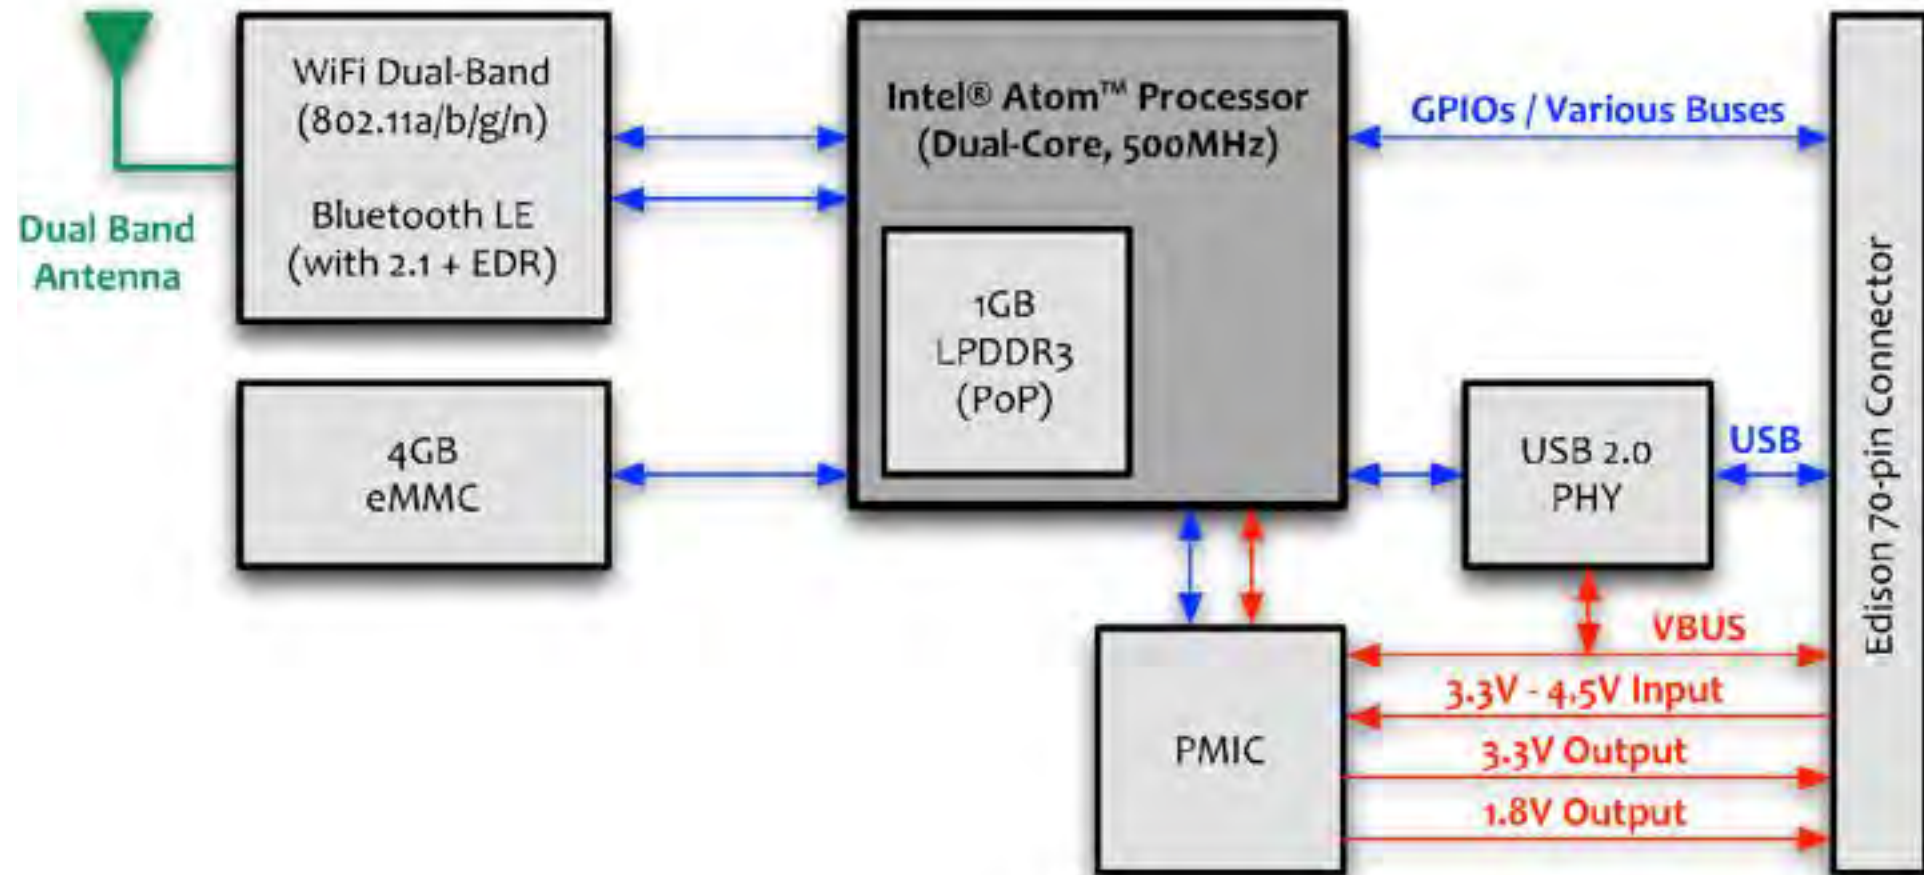 WiFi Dual-Band
(802.11a/b/g/n)
Bluetooth LE
(with 2.1 + EDR)
Dual Band
Antenna
4GB
eMMC
Intel® Atom™ Processor
(Dual-Core, 500MHz)
1GB
LPDDR3
(PoP)
GPIOs / Various Buses
USB 2.0
PHY
USB
VBUS
3.3V - 4.5V Input
3.3V Output
1.8V Output
PMIC
Edison 70-pin Connector